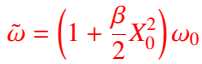 ω̃ = (1 + β/2 X₀²) ω₀